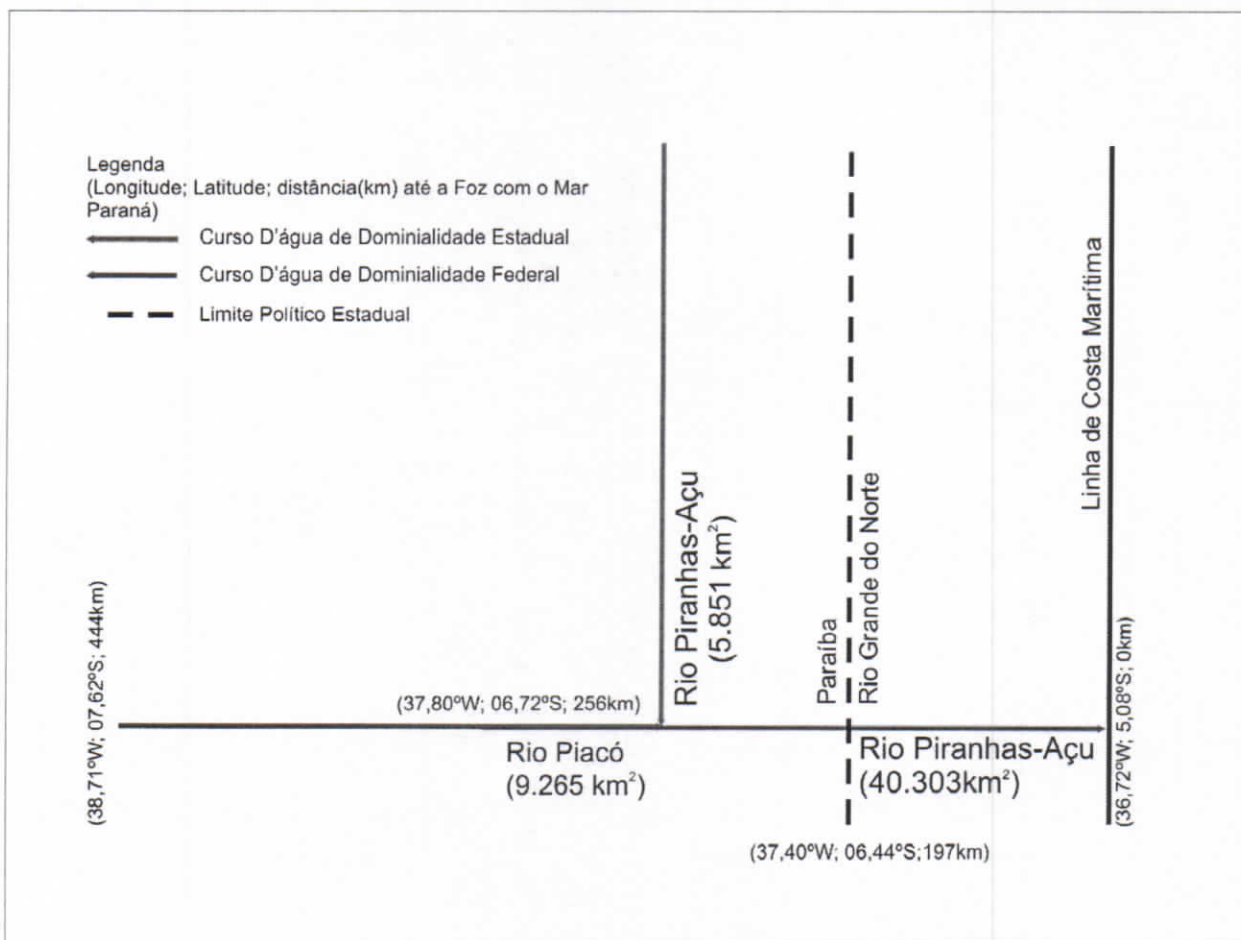 Legenda
(Longitude; Latitude; distância(km) até a Foz com o Mar
Paraná)
Curso D'água de Dominialidade Estadual
Curso D'água de Dominialidade Federal
Limite Político Estadual
(38,71ºW; 07,62ºS; 444km)
(37,80ºW; 06,72ºS; 256km)
Rio Piacó
(9.265 km²)
Rio Piranhas-Açu
(5.851 km²)
Paraíba
Rio Grande do Norte
Rio Piranhas-Açu
(40.303km²)
(37,40ºW; 06,44ºS;197km)
Linha de Costa Marítima
(36,72ºW; 5,08ºS; 0km)